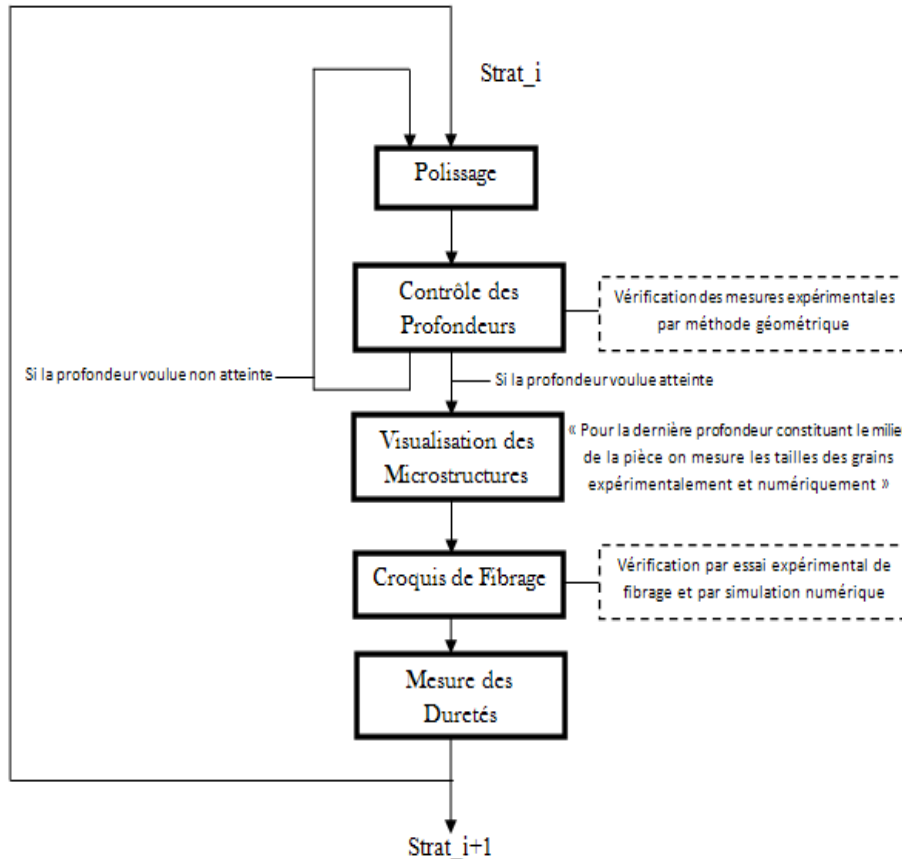 Strat_i
Polissage
Contrôle des
Profondeurs
Vérification des mesures expérimentales
par méthode géométrique
Si la profondeur voulue non atteinte
Si la profondeur voulue atteinte
Visualisation des
Microstructures
« Pour la dernière profondeur constituant le milie
de la pièce on mesure les tailles des grains
expérimentalement et numériquement »
Croquis de Fibrage
Vérification par essai expérimental de
fibrage et par simulation numérique
Mesure des
Duretés
Strat_i+1